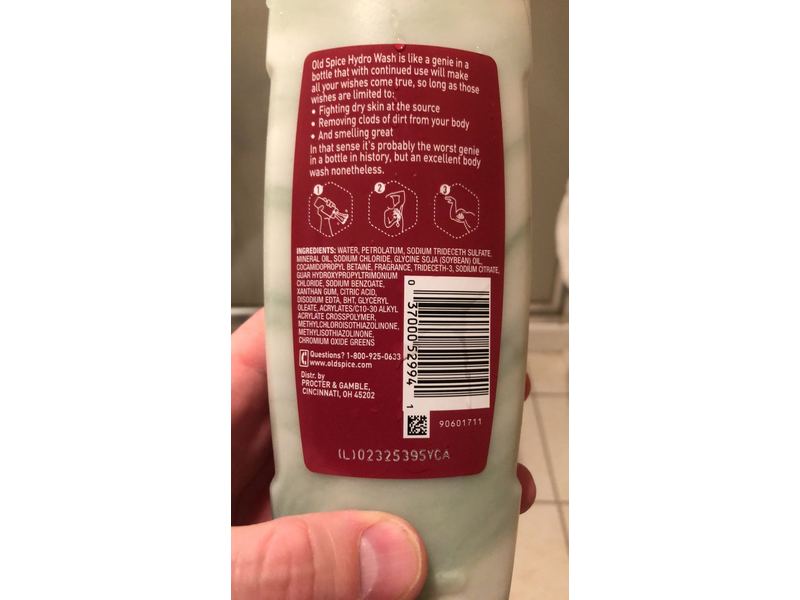 Old Spice Hydro Wash is like a genie in a
bottle that with continued use will make
all your wishes come true, so long as those
wishes are limited to:
• Fighting dry skin at the source
• Removing clods of dirt from your body
• And smelling great
In that sense it's probably the worst genie
in a bottle in history, but an excellent body
wash nonetheless.
1 2 3
INGREDIENTS: WATER, PETROLATUM, SODIUM TRIDECETH SULFATE,
MINERAL OIL, SODIUM CHLORIDE, GLYCINE SOJA (SOYBEAN) OIL,
COCAMIDOPROPYL BETAINE, FRAGRANCE, TRIDECETH-3, SODIUM CITRATE,
GUAR HYDROXYPROPYLTRIMONIUM
CHLORIDE, SODIUM BENZOATE,
XANTHAN GUM, CITRIC ACID,
DISODIUM EDTA, BHT, GLYCERYL
OLEATE, ACRYLATES/C10-30 ALKYL
ACRYLATE CROSSPOLYMER,
METHYLCHLOROISOTHIAZOLINONE,
METHYLISOTHIAZOLINONE,
CHROMIUM OXIDE GREENS
Questions? 1-800-925-0633
www.oldspice.com
Distr. by
PROCTER & GAMBLE,
CINCINNATI, OH 45202
0 37000 52994 1
90601711
(L)02325395YCA